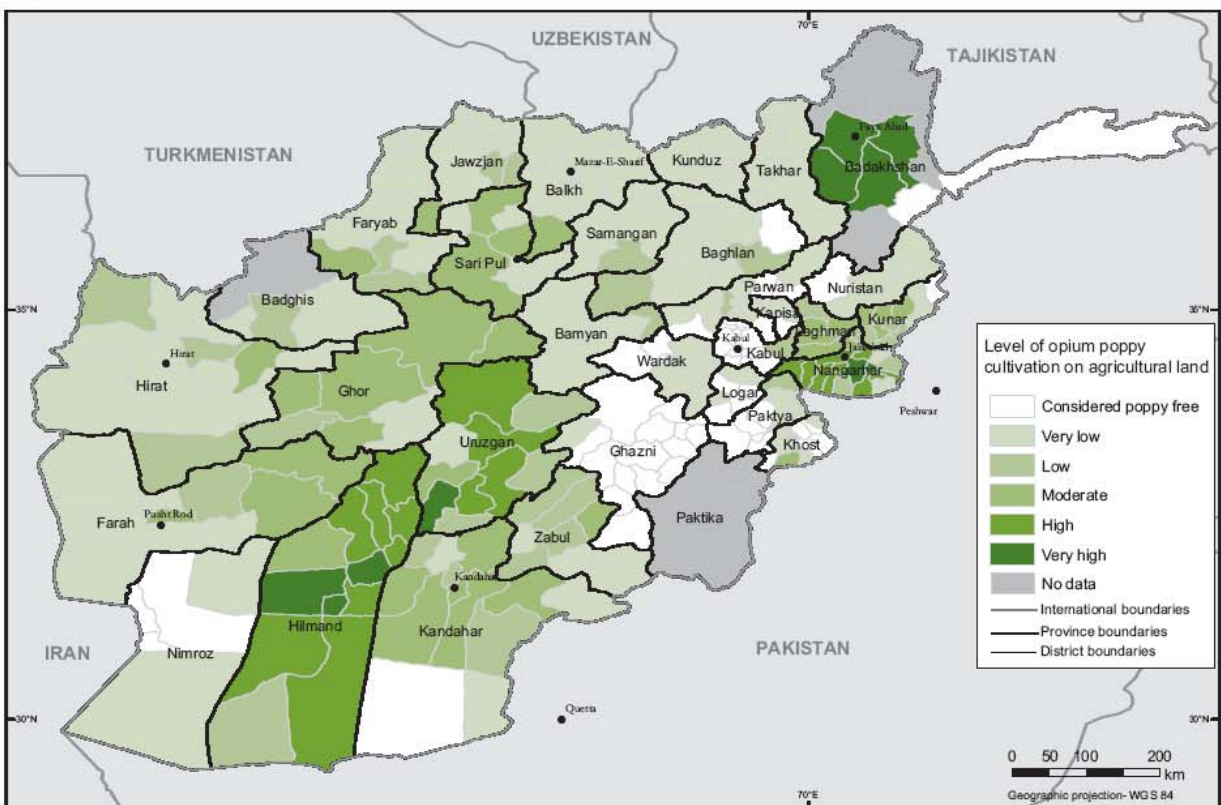 70°E
UZBEKISTAN
TAJIKISTAN
TURKMENISTAN
Jawzjan
Mazar-E-Sharif
Balkh
Kunduz
Takhar
Badakhshan
Faryab
Samangan
Sari Pul
Baghlan
Badghis
Parwan
Nuristan
35°N
35°N
Bamyan
Kapisa
Laghman
Kunar
Kabul
Kabul
Wardak
Nangarhar
Hirat
Hirat
Ghor
Logar
Paktya
Peshawar
Khost
Uruzgan
Ghazni
Farah
Pusht Rod
Paktika
Zabul
Kandahar
Hilmand
Kandahar
Nimroz
IRAN
PAKISTAN
30°N
Quetta
30°N
70°E
Level of opium poppy
cultivation on agricultural land
Considered poppy free
Very low
Low
Moderate
High
Very high
No data
International boundaries
Province boundaries
District boundaries
0 50 100 200
km
Geographic projection- WGS 84